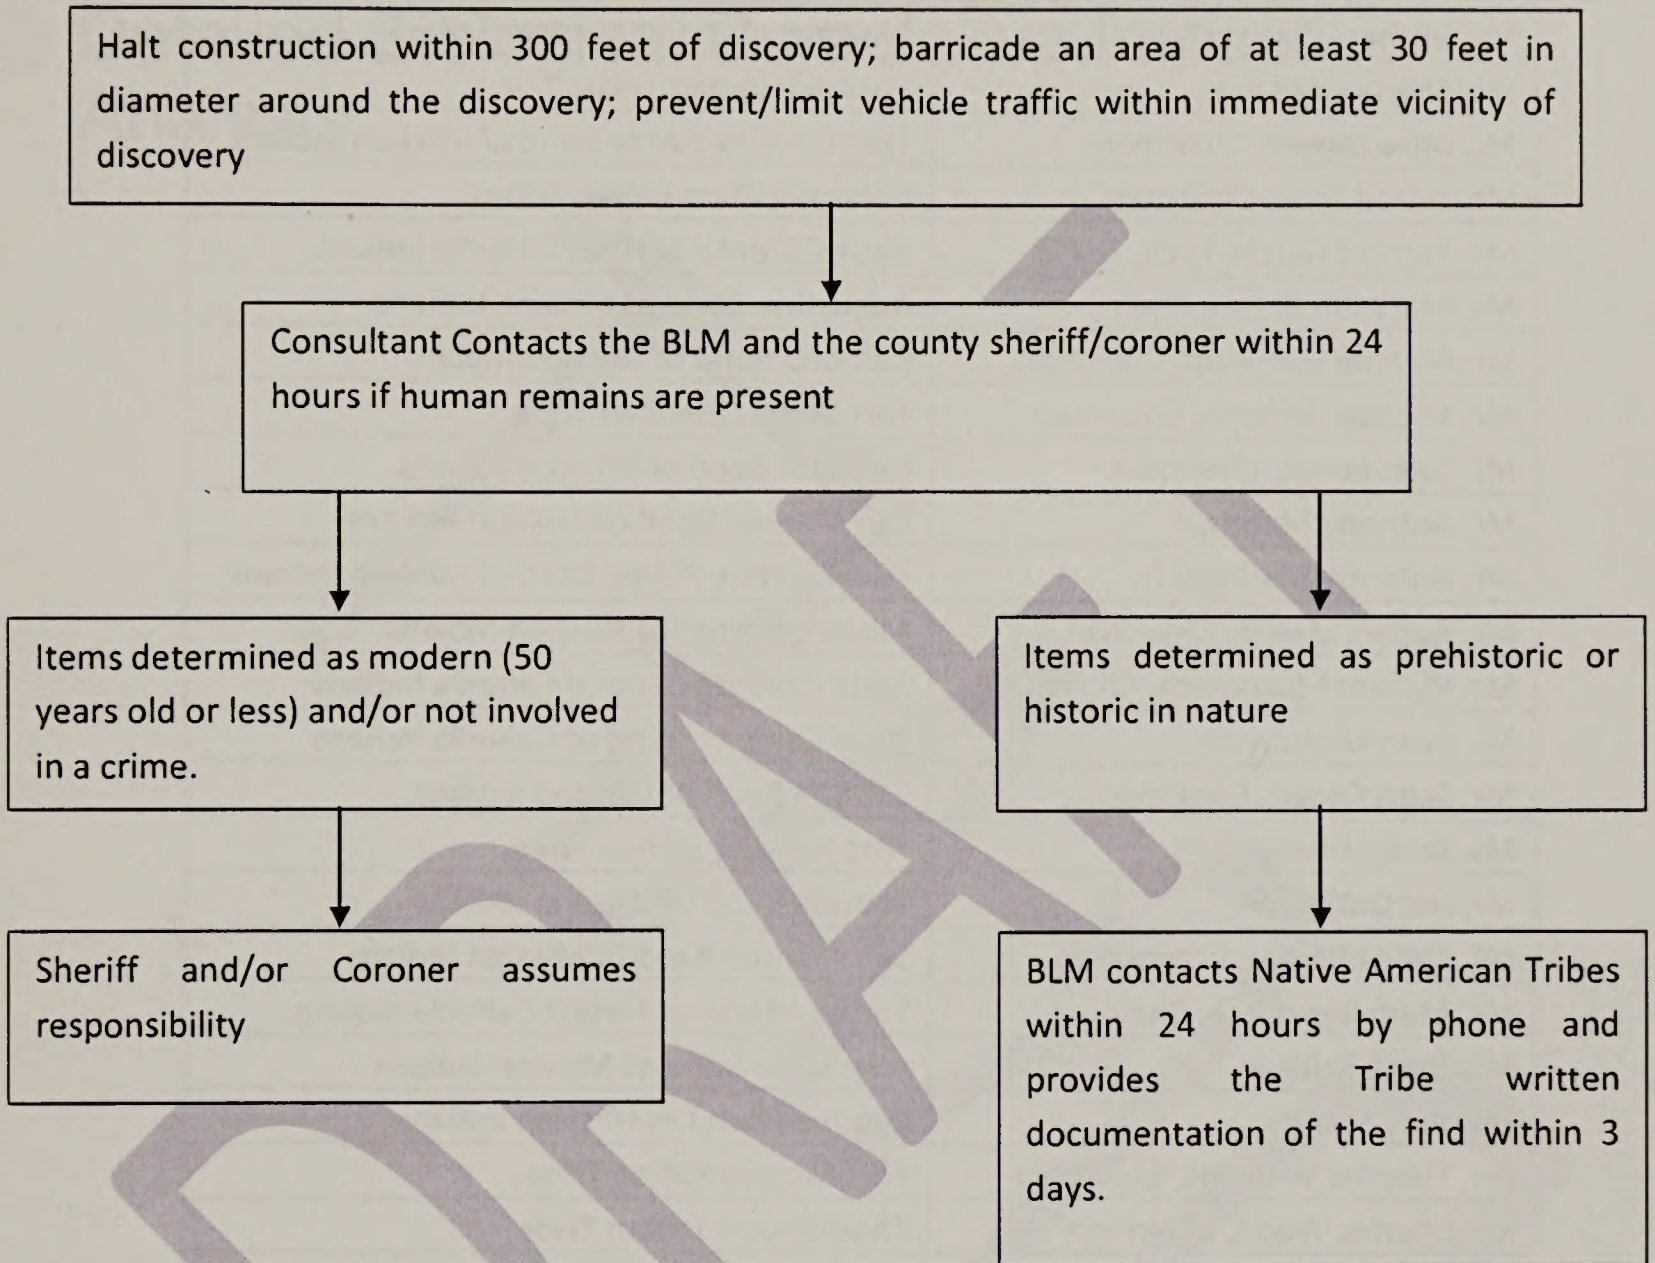 Halt construction within 300 feet of discovery; barricade an area of at least 30 feet in
diameter around the discovery; prevent/limit vehicle traffic within immediate vicinity of
discovery
Consultant Contacts the BLM and the county sheriff/coroner within 24
hours if human remains are present
Items determined as modern (50
years old or less) and/or not involved
in a crime.
Items determined as prehistoric or
historic in nature
Sheriff and/or Coroner assumes
responsibility
BLM contacts Native American Tribes
within 24 hours by phone and
provides the Tribe written
documentation of the find within 3
days.
DRAFT